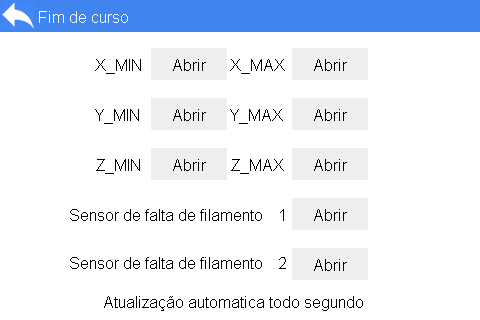 Fim de curso
X_MIN Abrir X_MAX Abrir
Y_MIN Abrir Y_MAX Abrir
Z_MIN Abrir Z_MAX Abrir
Sensor de falta de filamento 1 Abrir
Sensor de falta de filamento 2 Abrir
Atualização automatica todo segundo